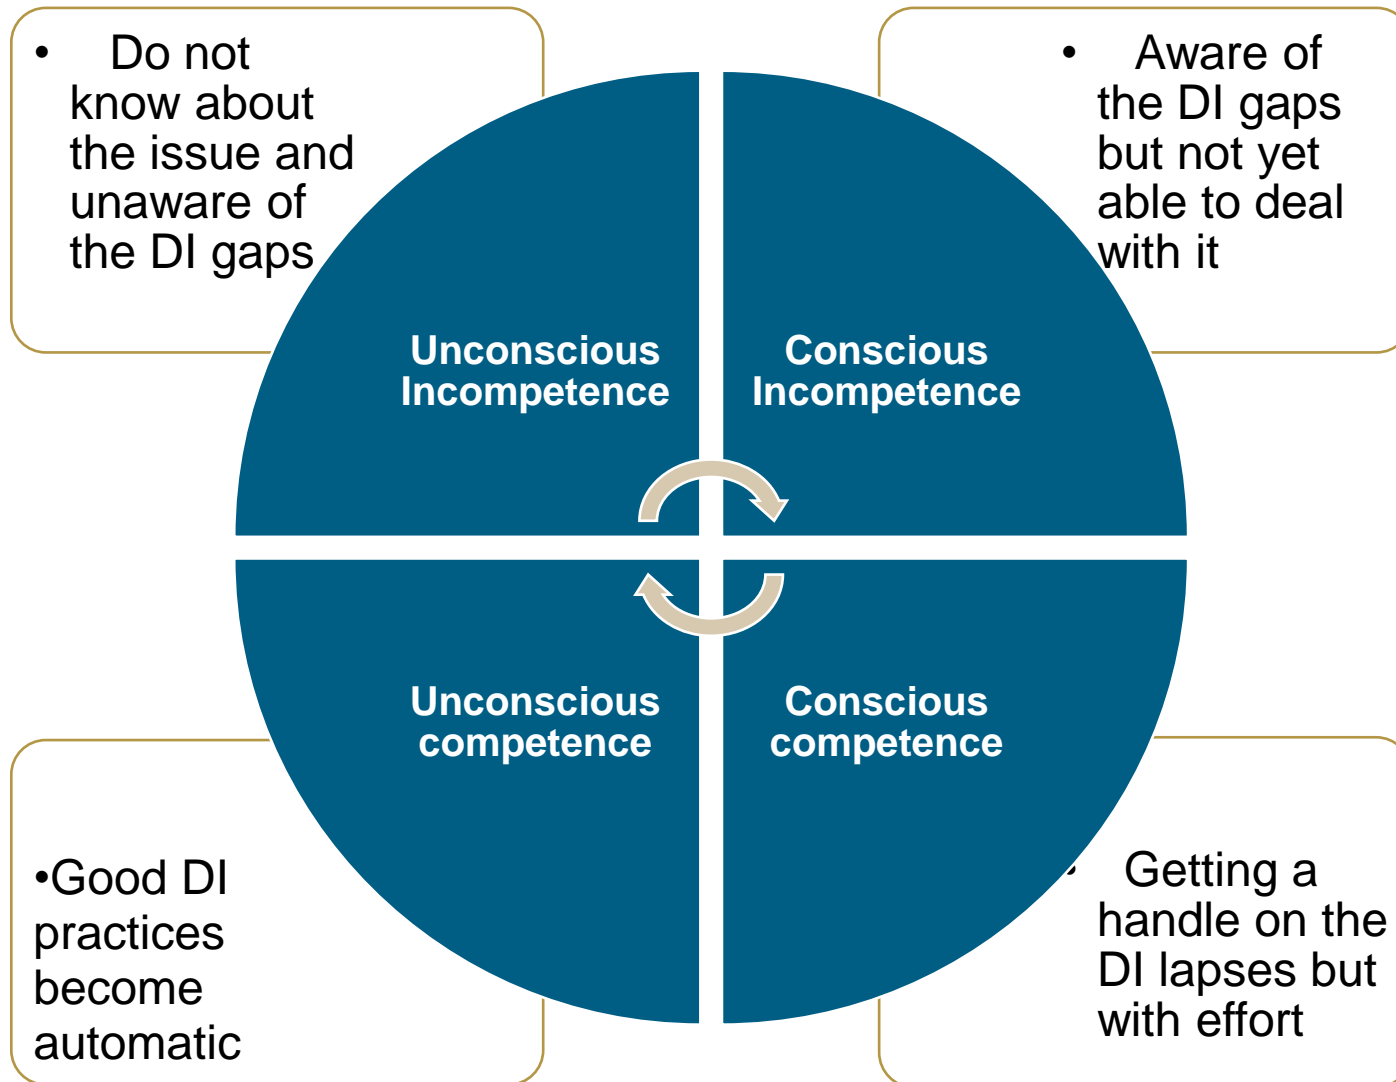 • Do not
know about
the issue and
unaware of
the DI gaps
• Aware of
the DI gaps
but not yet
able to deal
with it
Unconscious
Incompetence
Conscious
Incompetence
Unconscious
competence
Conscious
competence
•Good DI
practices
become
automatic
• Getting a
handle on the
DI lapses but
with effort